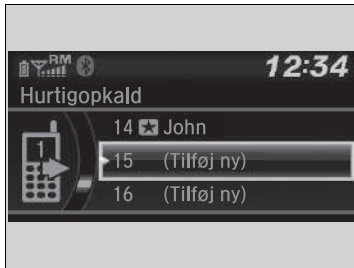 RM 12:34
Hurtigopkald
14 John
1
15 (Tilføj ny)
16 (Tilføj ny)